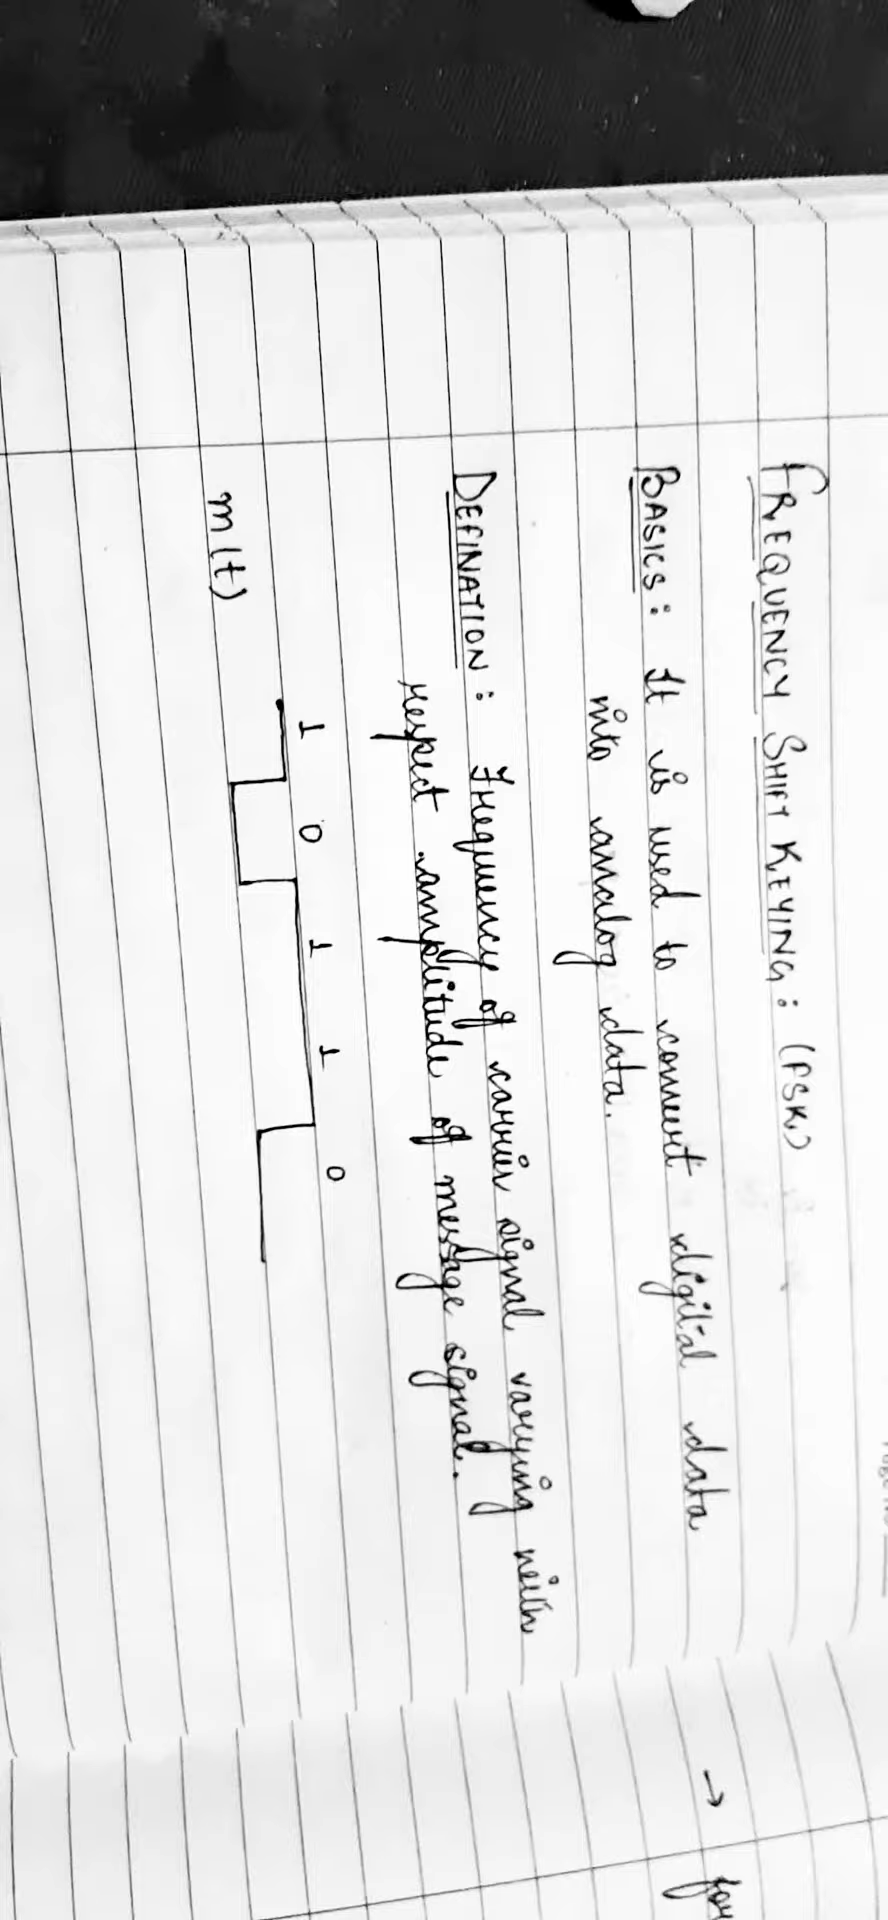 FREQUENCY SHIFT KEYING : (FSK)
BASICS : It is used to convert digital data
into analog data.
DEFINATION : Frequency of carrier signal varying with
respect amplitude of message signal.
1 0 1 1 0
m(t)
→ for